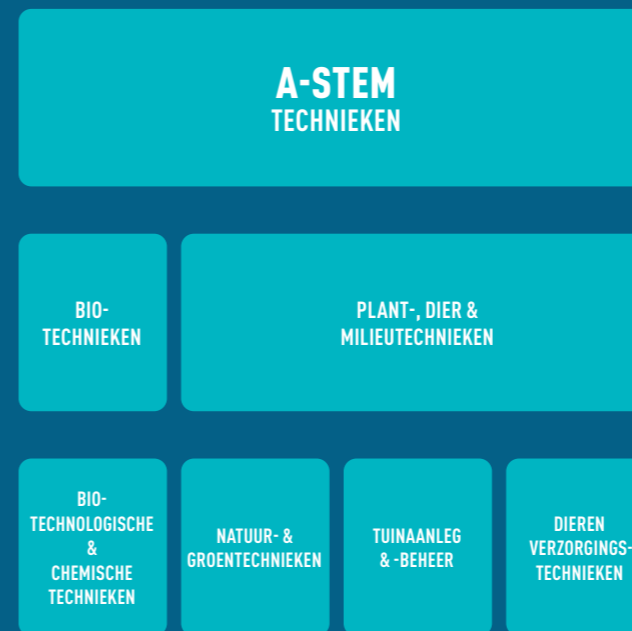 A-STEM
TECHNIEKEN
BIO-
TECHNIEKEN
PLANT-, DIER &
MILIEUTECHNIEKEN
BIO-
TECHNOLOGISCHE
&
CHEMISCHE
TECHNIEKEN
NATUUR- &
GROENTECHNIEKEN
TUINAANLEG
& -BEHEER
DIEREN
VERZORGINGS-
TECHNIEKEN